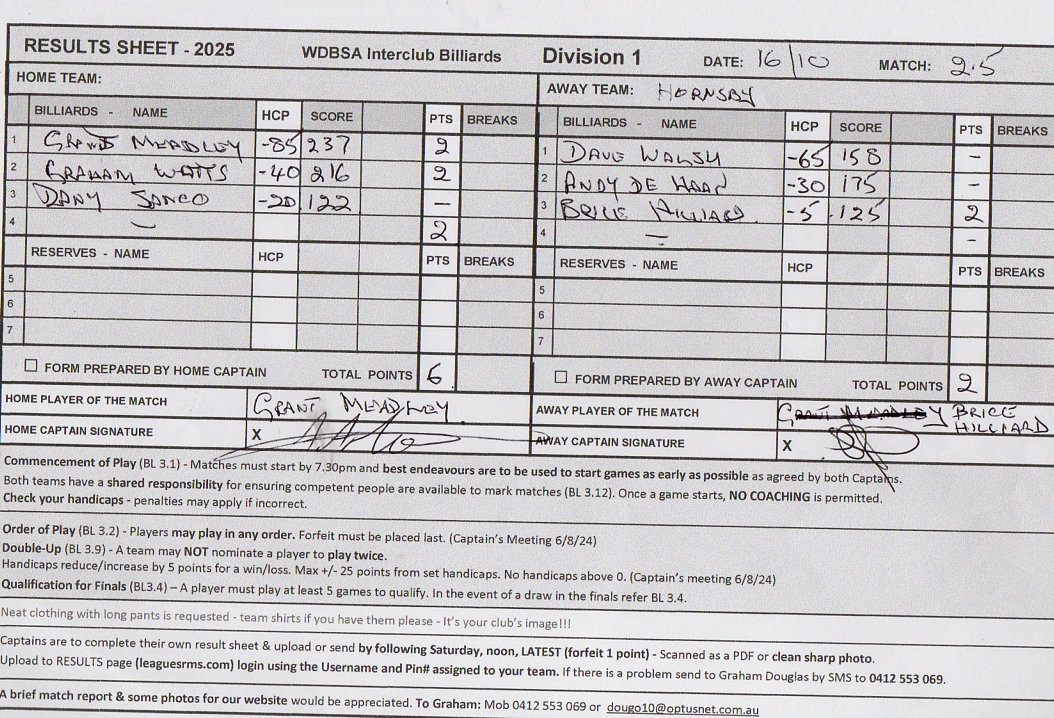 RESULTS SHEET - 2025 WDBSA Interclub Billiards Division 1 DATE: 16/10 MATCH: 2.5
HOME TEAM:
AWAY TEAM: HORNSBY
BILLIARDS - NAME HCP SCORE PTS BREAKS
1 GRANT MEADLEY -85 237 2
2 GRAHAM WATTS -40 216 2
3 DANY SANCO -20 122 —
4 — 2
RESERVES - NAME HCP PTS BREAKS
5
6
7
☐ FORM PREPARED BY HOME CAPTAIN TOTAL POINTS 6
BILLIARDS - NAME HCP SCORE PTS BREAKS
1 DAVE WALSH -65 158 -
2 ANDY DE HAAN -30 175 -
3 BRICE HILLIARD -5 125 2
4 — -
RESERVES - NAME HCP PTS BREAKS
5
6
7
☐ FORM PREPARED BY AWAY CAPTAIN TOTAL POINTS 2
HOME PLAYER OF THE MATCH GRANT MEADLEY
HOME CAPTAIN SIGNATURE X
AWAY PLAYER OF THE MATCH GRANT MEADLEY BRICE HILLIARD
AWAY CAPTAIN SIGNATURE X
Commencement of Play (BL 3.1) - Matches must start by 7.30pm and best endeavours are to be used to start games as early as possible as agreed by both Captains.
Both teams have a shared responsibility for ensuring competent people are available to mark matches (BL 3.12). Once a game starts, NO COACHING is permitted.
Check your handicaps - penalties may apply if incorrect.
Order of Play (BL 3.2) - Players may play in any order. Forfeit must be placed last. (Captain's Meeting 6/8/24)
Double-Up (BL 3.9) - A team may NOT nominate a player to play twice.
Handicaps reduce/increase by 5 points for a win/loss. Max +/- 25 points from set handicaps. No handicaps above 0. (Captain's meeting 6/8/24)
Qualification for Finals (BL3.4) – A player must play at least 5 games to qualify. In the event of a draw in the finals refer BL 3.4.
Neat clothing with long pants is requested - team shirts if you have them please - It's your club's image!!!
Captains are to complete their own result sheet & upload or send by following Saturday, noon, LATEST (forfeit 1 point) - Scanned as a PDF or clean sharp photo.
Upload to RESULTS page (leaguesrms.com) login using the Username and Pin# assigned to your team. If there is a problem send to Graham Douglas by SMS to 0412 553 069.
A brief match report & some photos for our website would be appreciated. To Graham: Mob 0412 553 069 or dougo10@optusnet.com.au